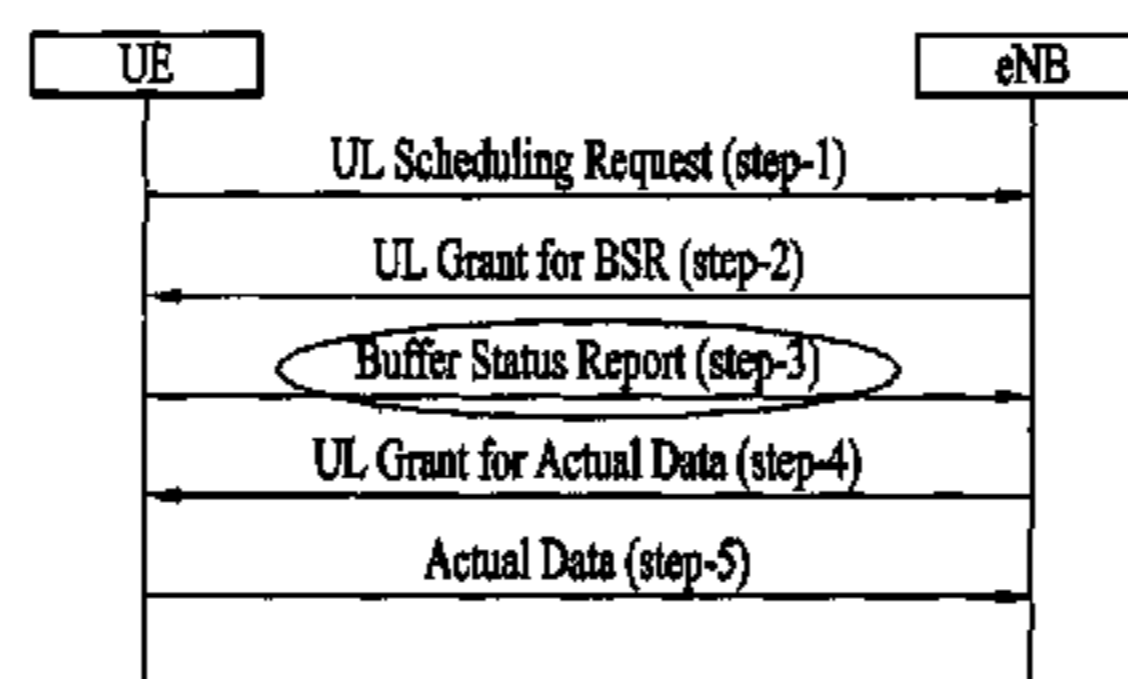 UE
eNB
UL Scheduling Request (step-1)
UL Grant for BSR (step-2)
Buffer Status Report (step-3)
UL Grant for Actual Data (step-4)
Actual Data (step-5)